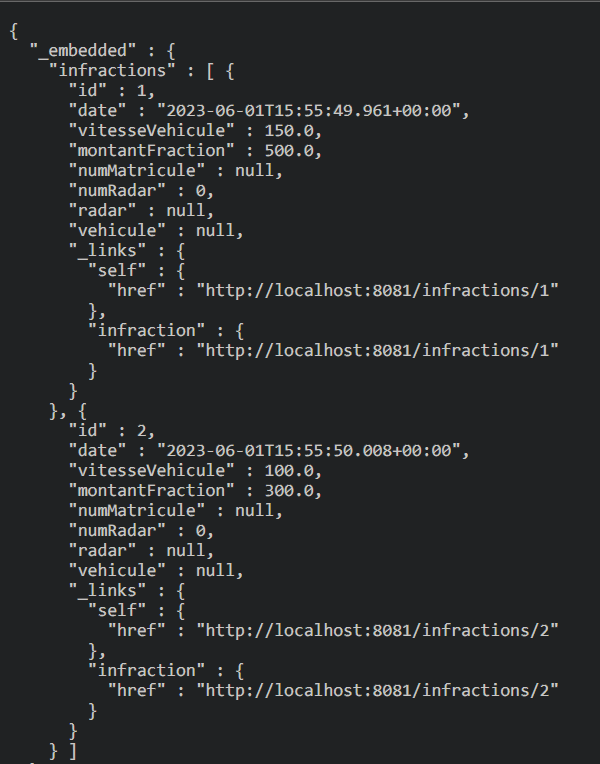 {
  "_embedded" : {
    "infractions" : [ {
      "id" : 1,
      "date" : "2023-06-01T15:55:49.961+00:00",
      "vitesseVehicule" : 150.0,
      "montantFraction" : 500.0,
      "numMatricule" : null,
      "numRadar" : 0,
      "radar" : null,
      "vehicule" : null,
      "_links" : {
        "self" : {
          "href" : "http://localhost:8081/infractions/1"
        },
        "infraction" : {
          "href" : "http://localhost:8081/infractions/1"
        }
      }
    }, {
      "id" : 2,
      "date" : "2023-06-01T15:55:50.008+00:00",
      "vitesseVehicule" : 100.0,
      "montantFraction" : 300.0,
      "numMatricule" : null,
      "numRadar" : 0,
      "radar" : null,
      "vehicule" : null,
      "_links" : {
        "self" : {
          "href" : "http://localhost:8081/infractions/2"
        },
        "infraction" : {
          "href" : "http://localhost:8081/infractions/2"
        }
      }
    } ]